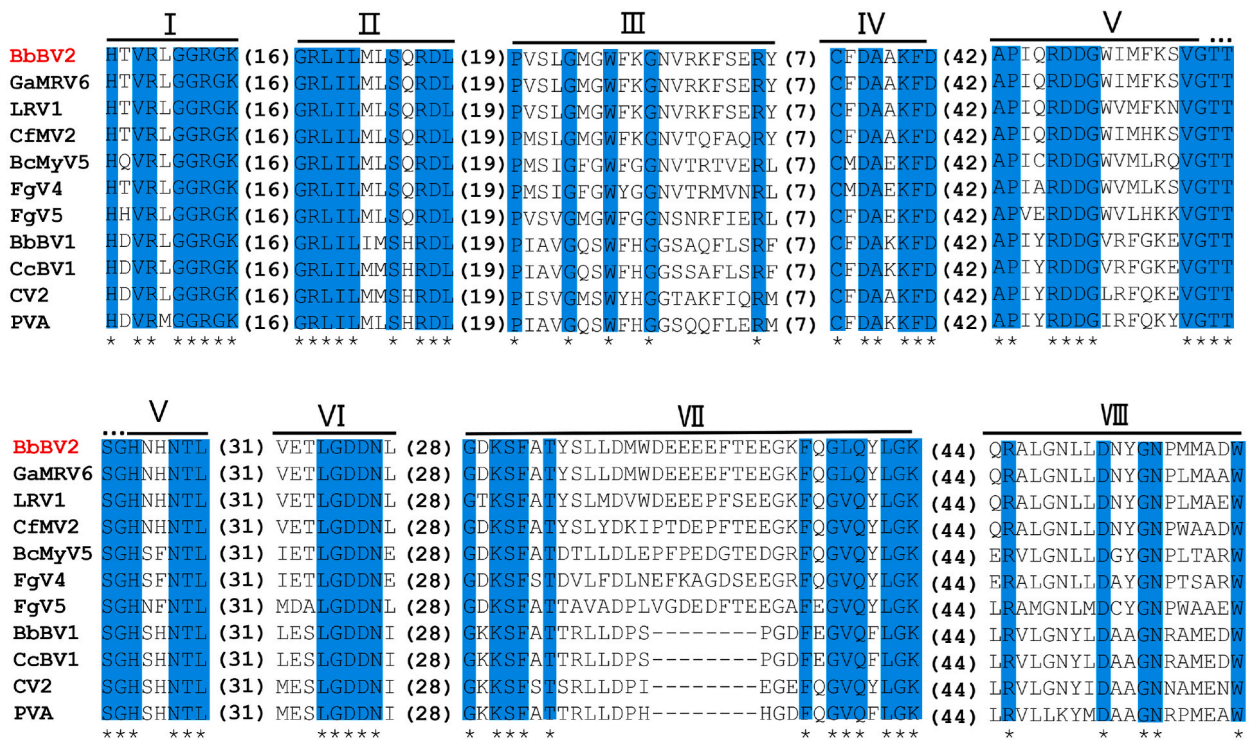 I II III IV V
BbBV2 HTVRLGGRGK (16) GRLILMLSQRDL (19) PVSLGMGWFKGNVRKFSERY (7) CFDAAKFD (42) APIQRDDGWIMFKSVGTT
GaMRV6 HTVRLGGRGK (16) GRLILMLSQRDL (19) PVSLGMGWFKGNVRKFSERY (7) CFDAAKFD (42) APIQRDDGWIMFKSVGTT
LRV1 HTVRLGGRGK (16) GRLILMLSQRDL (19) PVSLGMGWFKGNVRKFSERY (7) CFDAAKFD (42) APIQRDDGWVMFKNVGTT
CfMV2 HTVRLGGRGK (16) GRLILMLSQRDL (19) PMSLGMGWFKGNVTQFAQRY (7) CFDAAKFD (42) APIQRDDGWIMHKSVGTT
BcMyV5 HQVRLGGRGK (16) GRLILMLSQRDL (19) PMSIGFGWFGGNVTRTVERL (7) CMDAEKFD (42) APICRDDGWVMLRQVGTT
FgV4 HTVRLGGRGK (16) GRLILMLSQRDL (19) PMSIGFGWYGGNVTRMVNRL (7) CMDAEKFD (42) APIARDDGWVMLKSVGTT
FgV5 HHVRLGGRGK (16) GRLILMLSQRDL (19) PVSVGMGWFGGNSNRFIERL (7) CFDAEKFD (42) APVERDDGWVLHKKVGTT
BbBV1 HDVRLGGRGK (16) GRLILIMSHRDL (19) PIAVGQSWFHGGSAQFLSRF (7) CFDAKKFD (42) APIYRDDGVRFGKEVGTT
CcBV1 HDVRLGGRGK (16) GRLILMMSHRDL (19) PIAVGQSWFHGGSSAFLSRF (7) CFDAKKFD (42) APIYRDDGVRFGKEVGTT
CV2 HDVRLGGRGK (16) GRLILMMSHRDL (19) PISVGMSWYHGGTAKFIQRM (7) CFDAKKFD (42) APIYRDDGLRFQKEVGTT
PVA HDVRMGGRGK (16) GRLILMLSHRDL (19) PIAVGQSWFHGGSQQFLERM (7) CFDAKKFD (42) APIYRDDGIRFQKYVGTT
* ** ***** ***** * *** * * * * * * ** *** ** **** ****
V VI VII VIII
BbBV2 SGHNHNTL (31) VETLGDDNL (28) GDKSFATYSLLDMWDEEEEFTEEGKFQGLQYLGK (44) QRALGNLLDNYGNPMMADW
GaMRV6 SGHNHNTL (31) VETLGDDNL (28) GDKSFATYSLLDMWDEEEEFTEEGKFQGVQYLGK (44) QRALGNLLDNYGNPLMAAW
LRV1 SGHNHNTL (31) VETLGDDNL (28) GTKSFATYSLMDVWDEEEPFSEEGKFQGVQYLGK (44) QRALGNLLDNYGNPLMAEW
CfMV2 SGHNHNTL (31) VETLGDDNL (28) GDKSFATYSLYDKIPTDEPFTEEGKFQGVQYLGK (44) QRALGNLLDNYGNPWAADW
BcMyV5 SGHSFNTL (31) IETLGDDNE (28) GDKSFATDTLLDLEPFPEDGTEDGRFQGVQYLGK (44) ERVLGNLLDGYGNPLTARW
FgV4 SGHSFNTL (31) IETLGDDNE (28) GDKSFSTDVLFDLNEFKAGDSEEGRFQGVQYLGK (44) ERALGNLLDAYGNPTSARW
FgV5 SGHNFNTL (31) MDALGDDNL (28) GDKSFATTAVADPLVGDEDFTEEGAFEGVQYLGK (44) LRAMGNLMDCYGNPWAAEW
BbBV1 SGHSHNTL (31) LESLGDDNI (28) GKKSFATTRLLDPS--------PGDFEGVQFLGK (44) LRVLGNYLDAAGNRAMEDW
CcBV1 SGHSHNTL (31) LESLGDDNI (28) GKKSFATTRLLDPS--------PGDFEGVQFLGK (44) LRVLGNYLDAAGNRAMEDW
CV2 SGHSHNTL (31) MESLGDDNI (28) GKKSFSTSRLLDPI--------EGEFQGVQYLGK (44) LRVLGNYIDAAGNNAMENW
PVA SGHSHNTL (31) MESLGDDNI (28) GKKSFATTRLLDPH--------HGDFQGVQYLGK (44) LRVLLKYMDAAGNRPMEAW
*** *** ***** * *** * * *** *** * * ** *